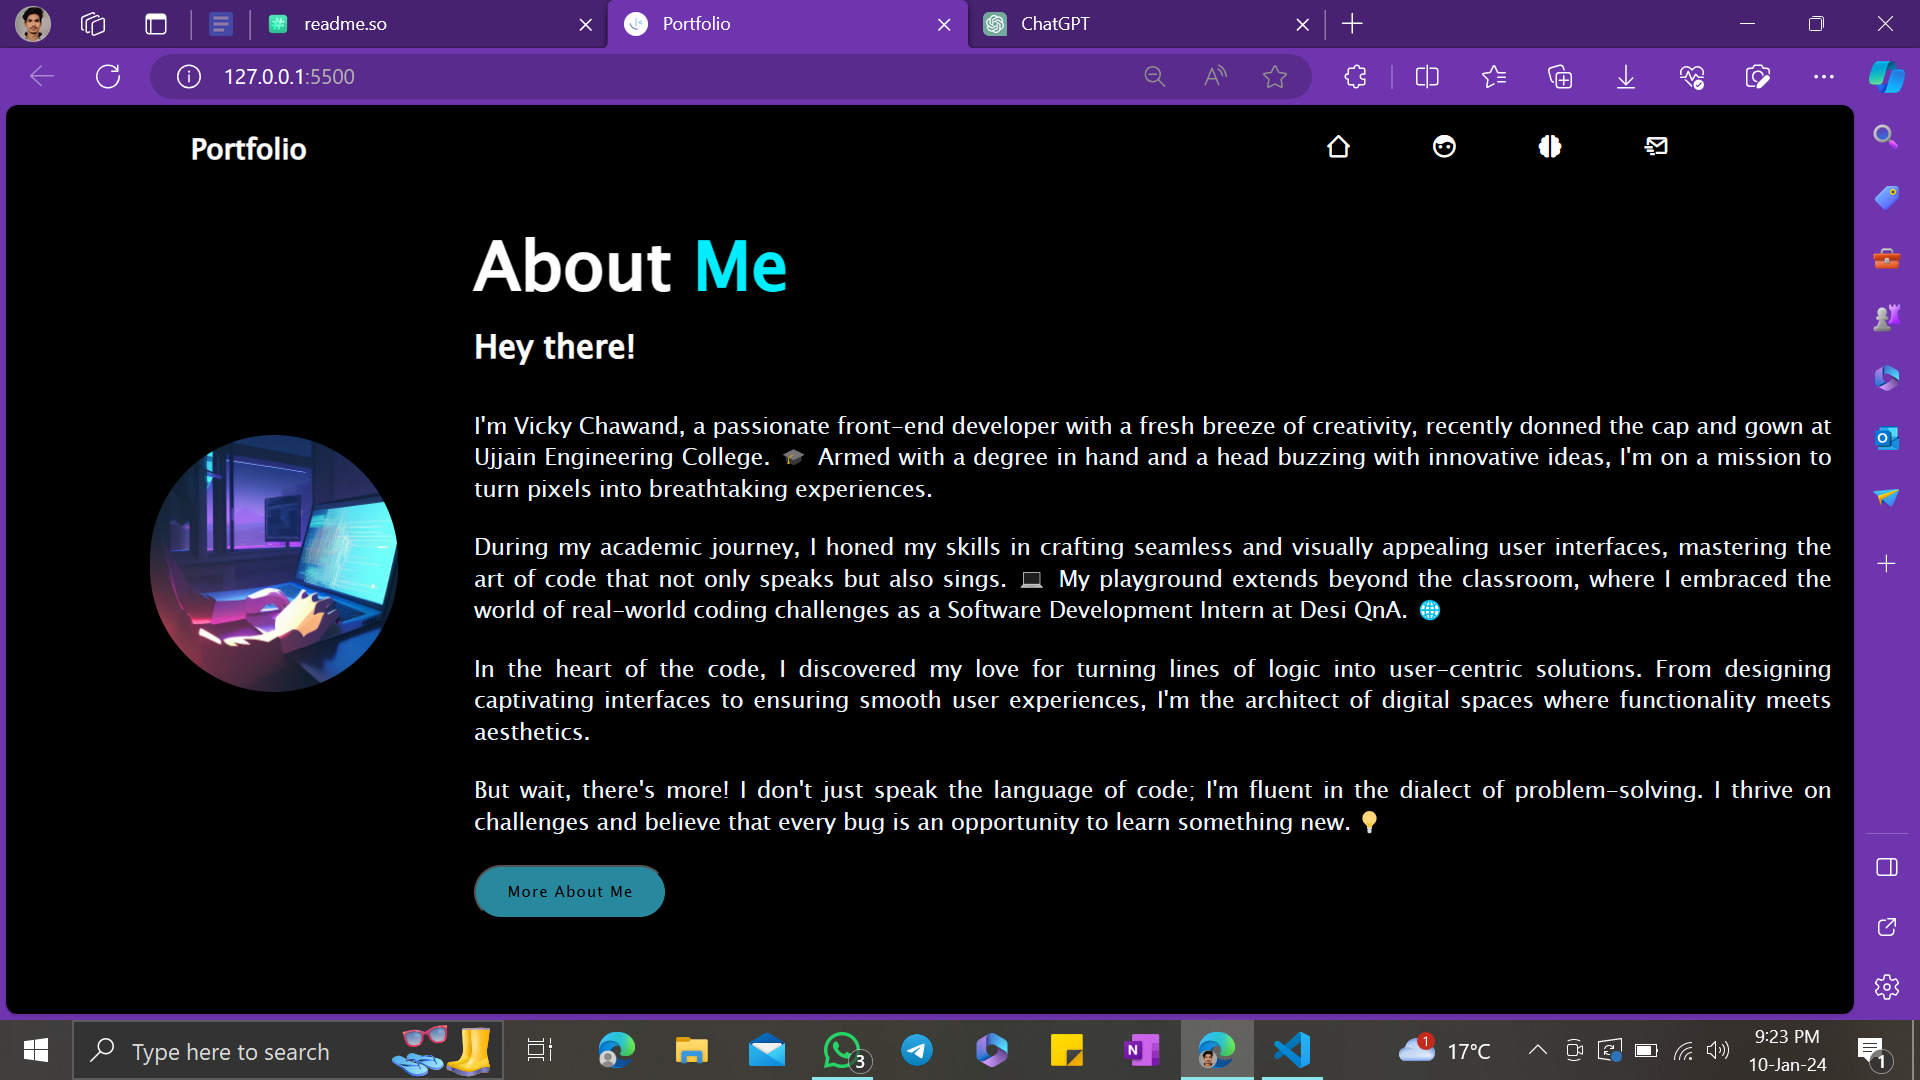 readme.so
Portfolio
ChatGPT
127.0.0.1:5500
Portfolio
About Me
Hey there!
I'm Vicky Chawand, a passionate front-end developer with a fresh breeze of creativity, recently donned the cap and gown at
Ujjain Engineering College. 🎓 Armed with a degree in hand and a head buzzing with innovative ideas, I'm on a mission to
turn pixels into breathtaking experiences.
During my academic journey, I honed my skills in crafting seamless and visually appealing user interfaces, mastering the
art of code that not only speaks but also sings. 💻 My playground extends beyond the classroom, where I embraced the
world of real-world coding challenges as a Software Development Intern at Desi QnA. 🌐
In the heart of the code, I discovered my love for turning lines of logic into user-centric solutions. From designing
captivating interfaces to ensuring smooth user experiences, I'm the architect of digital spaces where functionality meets
aesthetics.
But wait, there's more! I don't just speak the language of code; I'm fluent in the dialect of problem-solving. I thrive on
challenges and believe that every bug is an opportunity to learn something new. 💡
More About Me
Type here to search
3
N
1
17°C
9:23 PM
10-Jan-24
1